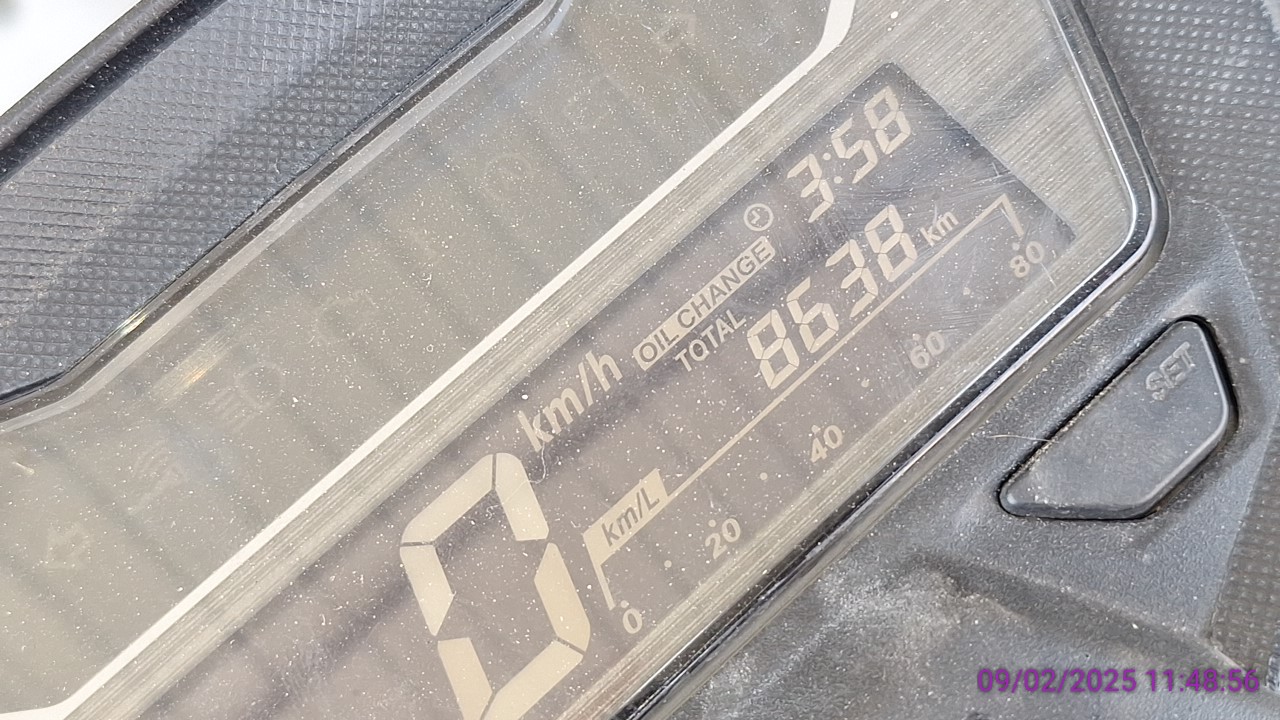 3:58
OIL CHANGE
TOTAL 8638 km
km/h
0
km/L
0 20 40 60 80
SET
09/02/2025 11:48:56